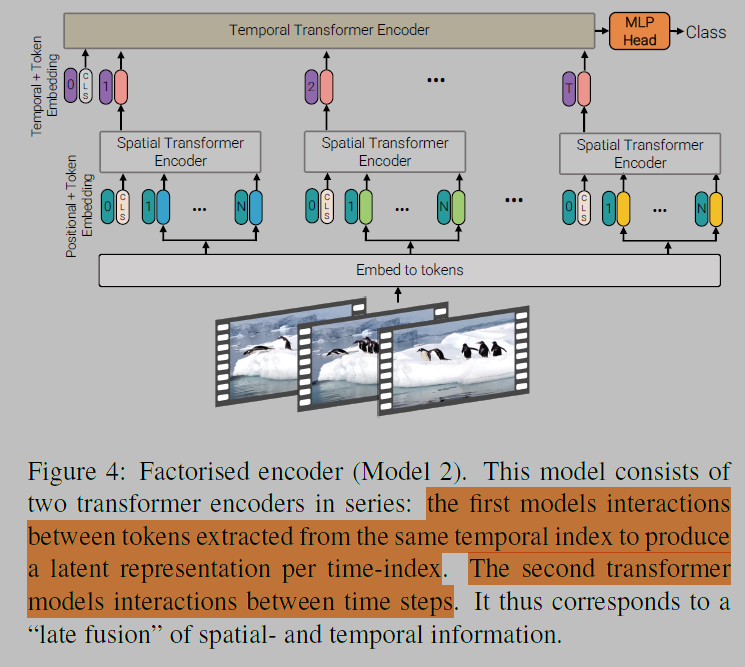 Temporal Transformer Encoder
MLP
Head
Class
Temporal + Token
Embedding
0
CLS
1
2
...
T
Spatial Transformer
Encoder
Spatial Transformer
Encoder
Spatial Transformer
Encoder
Positional + Token
Embedding
0
CLS
1
...
N
0
CLS
1
...
N
...
0
CLS
1
...
N
Embed to tokens
Figure 4: Factorised encoder (Model 2). This model consists of
two transformer encoders in series: the first models interactions
between tokens extracted from the same temporal index to produce
a latent representation per time-index. The second transformer
models interactions between time steps. It thus corresponds to a
“late fusion” of spatial- and temporal information.